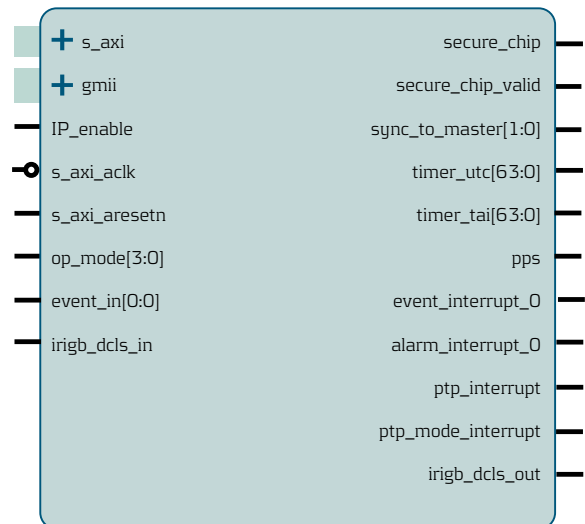 s_axi
gmii
IP_enable
s_axi_aclk
s_axi_aresetn
op_mode[3:0]
event_in[0:0]
irigb_dcls_in
secure_chip
secure_chip_valid
sync_to_master[1:0]
timer_utc[63:0]
timer_tai[63:0]
pps
event_interrupt_0
alarm_interrupt_0
ptp_interrupt
ptp_mode_interrupt
irigb_dcls_out